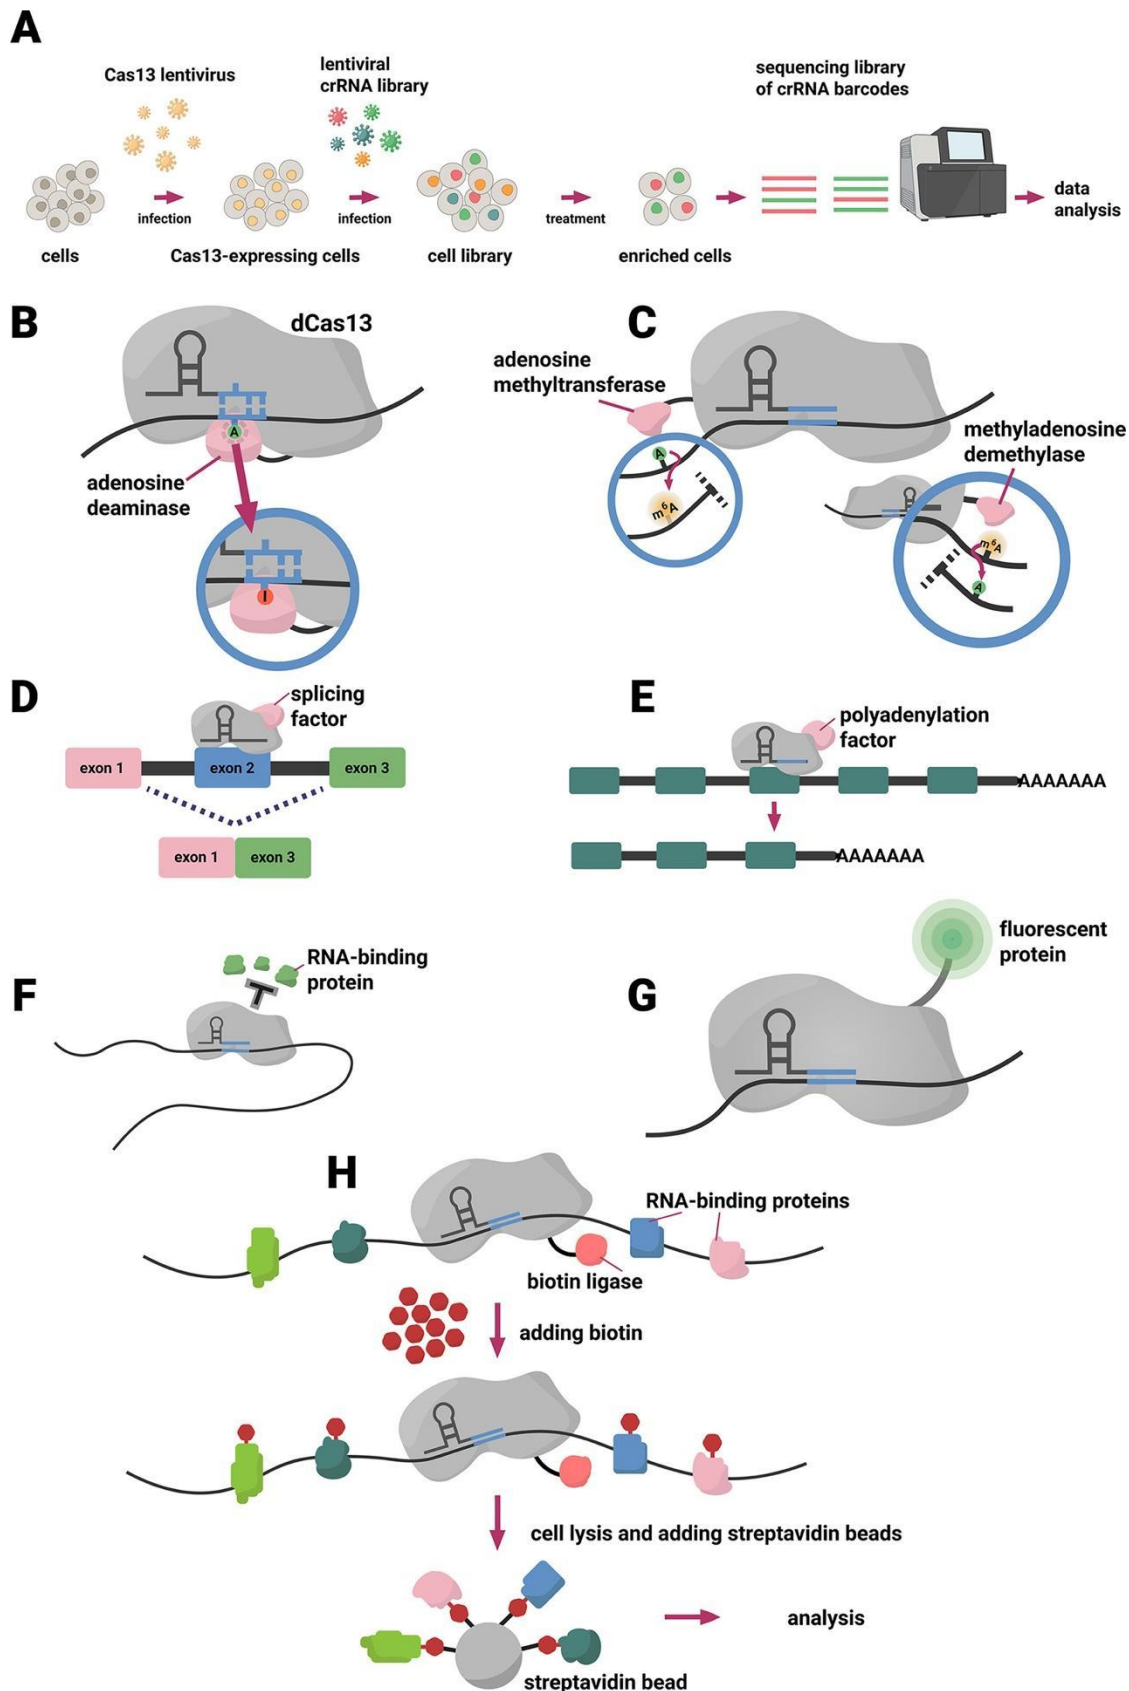 A
Cas13 lentivirus
lentiviral
crRNA library
sequencing library
of crRNA barcodes
infection
infection
treatment
data
analysis
cells
Cas13-expressing cells
cell library
enriched cells
B
dCas13
A
adenosine
deaminase
I
C
adenosine
methyltransferase
A
m⁶A
methyladenosine
demethylase
m⁶A
A
D
splicing
factor
exon 1
exon 2
exon 3
exon 1
exon 3
E
polyadenylation
factor
AAAAAAA
AAAAAAA
F
RNA-binding
protein
G
fluorescent
protein
H
RNA-binding proteins
biotin ligase
adding biotin
cell lysis and adding streptavidin beads
analysis
streptavidin bead